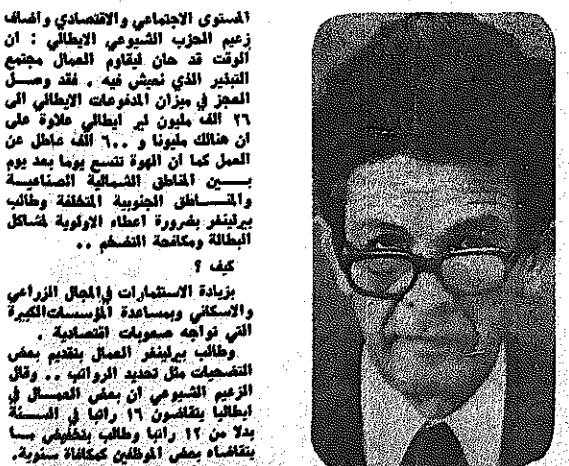 المستوى الاجتماعي والاقتصادي واضاف
زعيم الحزب الشيوعي الايطالي : ان
الوقت قد حان ليقاوم العمال مجتمع
التبذير الذي نعيش فيه . فقد وصل
العجز في ميزان المدفوعات الايطالي الى
٢٦ الف مليون لير ايطالي علاوة على
ان هنالك مليونا و ٦٠٠ الف عاطل عن
العمل كما ان الهوة تتسع يوما بعد يوم
بين المناطق الشمالية الصناعية
والمناطق الجنوبية المتخلفة وطالب
بيرلينغر بضرورة اعطاء الاولوية لمشاكل
البطالة ومكافحة التضخم ..
كيف ؟
بزيادة الاستثمارات في المجال الزراعي
والاسكاني وبمساعدة المؤسسات الكبيرة
التي تواجه صعوبات اقتصادية .
وطالب بيرلينغر العمال بتقديم بعض
التضحيات مثل تحديد الرواتب .. وقال
الزعيم الشيوعي ان بعض العمال في
ايطاليا يتقاضون ١٦ راتبا في السنة
بدلا من ١٢ راتبا وطالب بتخفيض ما
يتقاضاه بعض الموظفين كمكافاة سنوية.